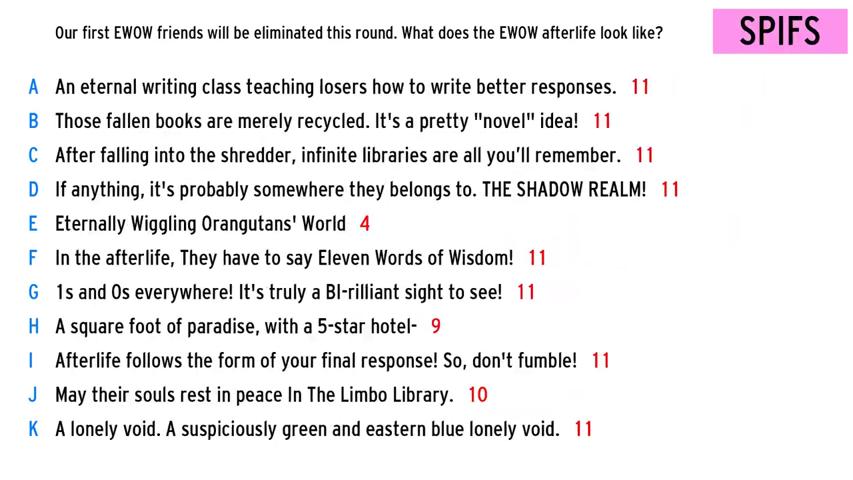 Our first EWOW friends will be eliminated this round. What does the EWOW afterlife look like?
SPIFS
A An eternal writing class teaching losers how to write better responses. 11
B Those fallen books are merely recycled. It's a pretty "novel" idea! 11
C After falling into the shredder, infinite libraries are all you’ll remember. 11
D If anything, it's probably somewhere they belongs to. THE SHADOW REALM! 11
E Eternally Wiggling Orangutans' World 4
F In the afterlife, They have to say Eleven Words of Wisdom! 11
G 1s and 0s everywhere! It's truly a BI-rilliant sight to see! 11
H A square foot of paradise, with a 5-star hotel- 9
I Afterlife follows the form of your final response! So, don't fumble! 11
J May their souls rest in peace In The Limbo Library. 10
K A lonely void. A suspiciously green and eastern blue lonely void. 11